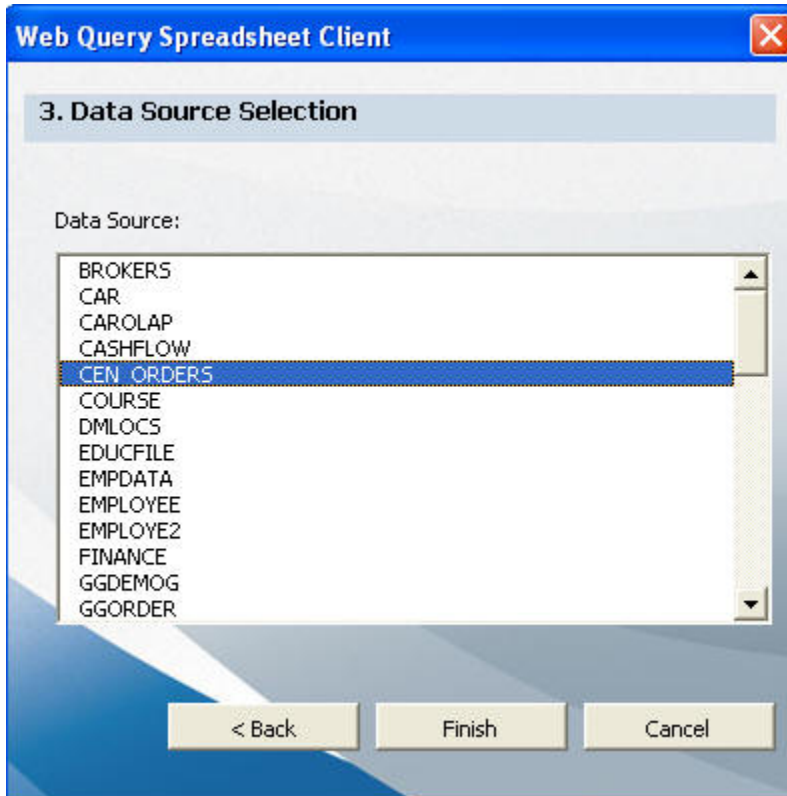 Web Query Spreadsheet Client
3. Data Source Selection
Data Source:
BROKERS
CAR
CAROLAP
CASHFLOW
CEN_ORDERS
COURSE
DMLOCS
EDUCFILE
EMPDATA
EMPLOYEE
EMPLOYE2
FINANCE
GGDEMOG
GGORDER
< Back Finish Cancel